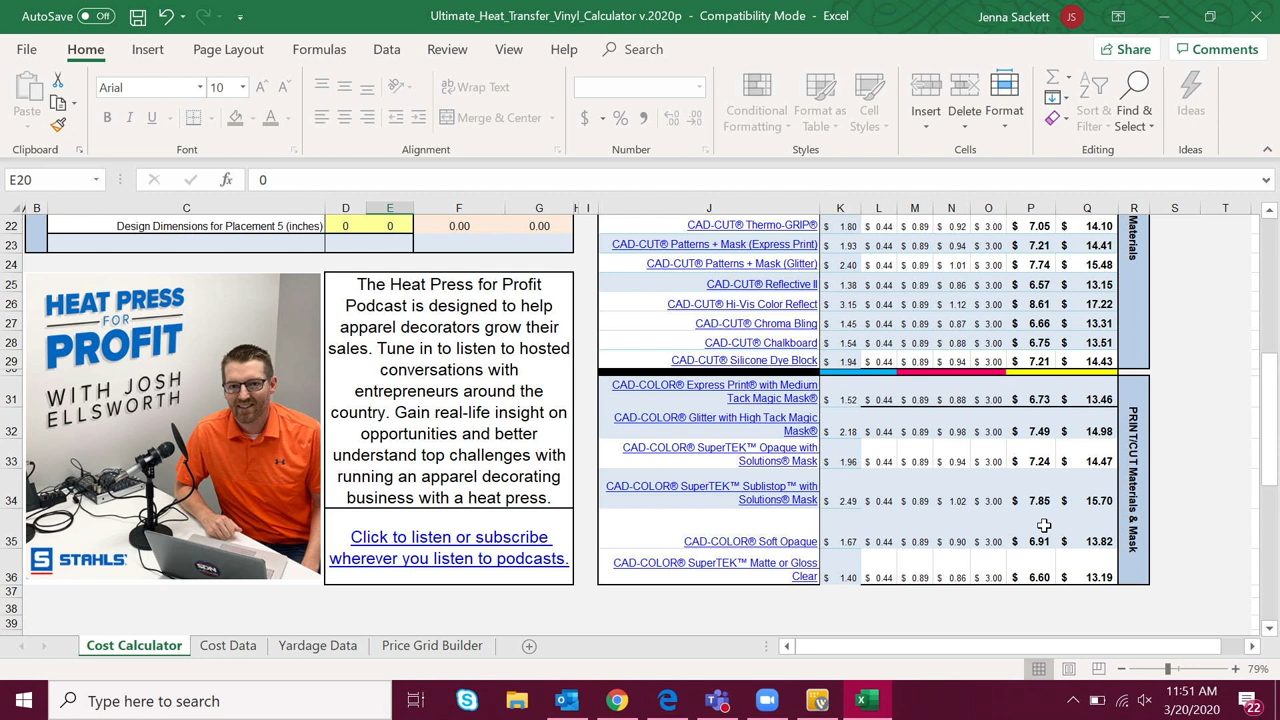 AutoSave Off
Ultimate_Heat_Transfer_Vinyl_Calculator v.2020p - Compatibility Mode - Excel
Jenna Sackett
JS
File Home Insert Page Layout Formulas Data Review View Help Search
Share
Comments
Paste
Arial 10
B I U
A A
A
Wrap Text
Merge & Center
$ %
Conditional Formatting
Format as Table
Cell Styles
Insert Delete Format
Sort & Filter
Find & Select
Ideas
Clipboard Font Alignment Number Styles Cells Editing Ideas
E20
fx 0
B C D E F G H I J K L M N O P Q R S T
22 Design Dimensions for Placement 5 (inches) 0 0 0.00 0.00
CAD-CUT® Thermo-GRIP® $ 1.80 $ 0.44 $ 0.89 $ 0.92 $ 3.00 $ 7.05 $ 14.10
Materials
23 CAD-CUT® Patterns + Mask (Express Print) $ 1.93 $ 0.44 $ 0.89 $ 0.94 $ 3.00 $ 7.21 $ 14.41
24 CAD-CUT® Patterns + Mask (Glitter) $ 2.40 $ 0.44 $ 0.89 $ 1.01 $ 3.00 $ 7.74 $ 15.48
25 CAD-CUT® Reflective II $ 1.38 $ 0.44 $ 0.89 $ 0.86 $ 3.00 $ 6.57 $ 13.15
26 CAD-CUT® Hi-Vis Color Reflect $ 3.15 $ 0.44 $ 0.89 $ 1.12 $ 3.00 $ 8.61 $ 17.22
27 CAD-CUT® Chroma Bling $ 1.45 $ 0.44 $ 0.89 $ 0.87 $ 3.00 $ 6.66 $ 13.31
28 CAD-CUT® Chalkboard $ 1.54 $ 0.44 $ 0.89 $ 0.88 $ 3.00 $ 6.75 $ 13.51
29 CAD-CUT® Silicone Dye Block $ 1.94 $ 0.44 $ 0.89 $ 0.94 $ 3.00 $ 7.21 $ 14.43
31 CAD-COLOR® Express Print® with Medium
Tack Magic Mask® $ 1.52 $ 0.44 $ 0.89 $ 0.88 $ 3.00 $ 6.73 $ 13.46
32 CAD-COLOR® Glitter with High Tack Magic
Mask® $ 2.18 $ 0.44 $ 0.89 $ 0.98 $ 3.00 $ 7.49 $ 14.98
33 CAD-COLOR® SuperTEK™ Opaque with
Solutions® Mask $ 1.96 $ 0.44 $ 0.89 $ 0.94 $ 3.00 $ 7.24 $ 14.47
34 CAD-COLOR® SuperTEK™ Sublistop™ with
Solutions® Mask $ 2.49 $ 0.44 $ 0.89 $ 1.02 $ 3.00 $ 7.85 $ 15.70
35 CAD-COLOR® Soft Opaque $ 1.67 $ 0.44 $ 0.89 $ 0.90 $ 3.00 $ 6.91 $ 13.82
36 CAD-COLOR® SuperTEK™ Matte or Gloss
Clear $ 1.40 $ 0.44 $ 0.89 $ 0.86 $ 3.00 $ 6.60 $ 13.19
PRINT/CUT Materials & Mask
37
38
39
HEAT PRESS
FOR
PROFIT
WITH JOSH
ELLSWORTH
STAHLS'
The Heat Press for Profit
Podcast is designed to help
apparel decorators grow their
sales. Tune in to listen to hosted
conversations with
entrepreneurs around the
country. Gain real-life insight on
opportunities and better
understand top challenges with
running an apparel decorating
business with a heat press.
Click to listen or subscribe
wherever you listen to podcasts.
Cost Calculator Cost Data Yardage Data Price Grid Builder
79%
Type here to search
11:51 AM
3/20/2020
22